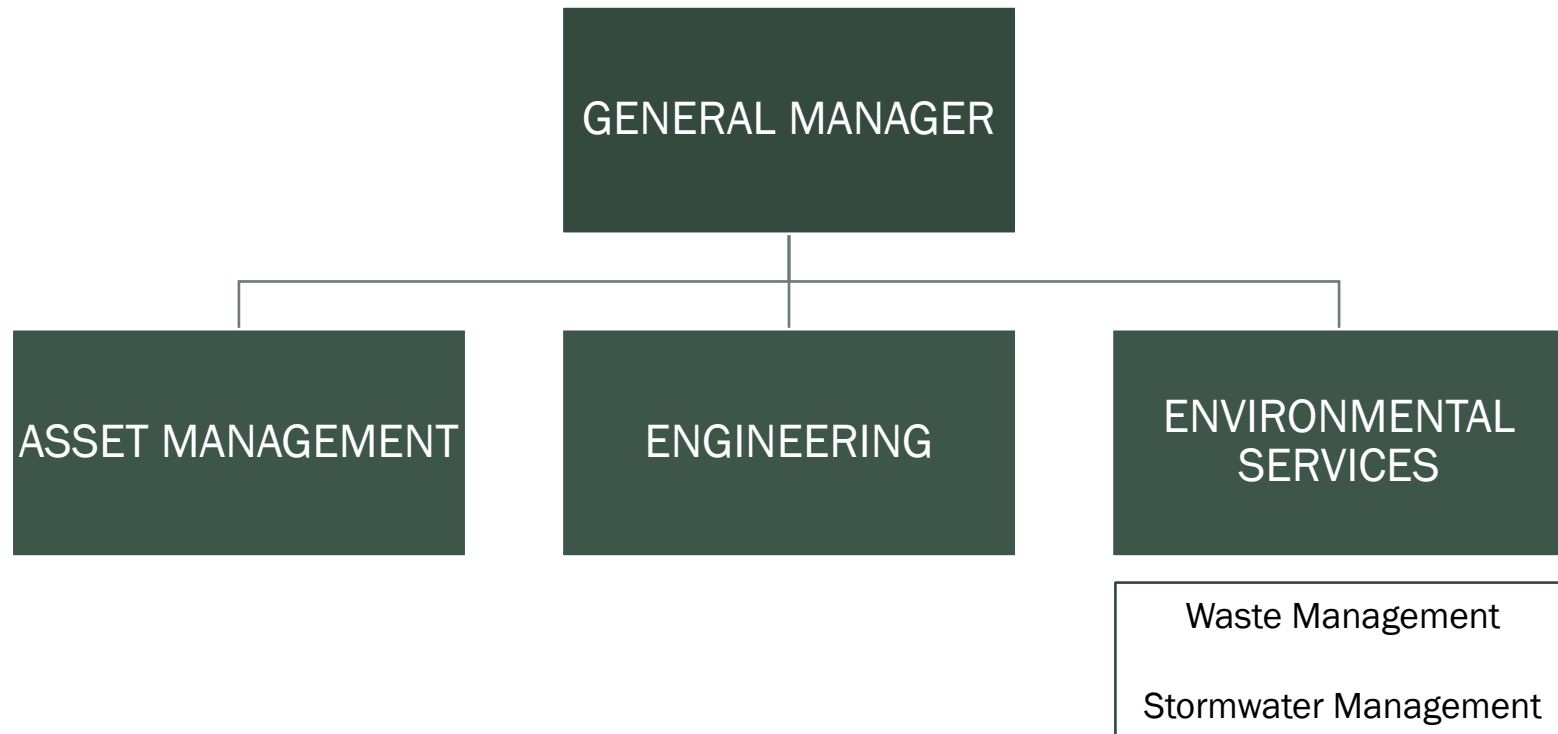 GENERAL MANAGER
ASSET MANAGEMENT
ENGINEERING
ENVIRONMENTAL
SERVICES
Waste Management
Stormwater Management